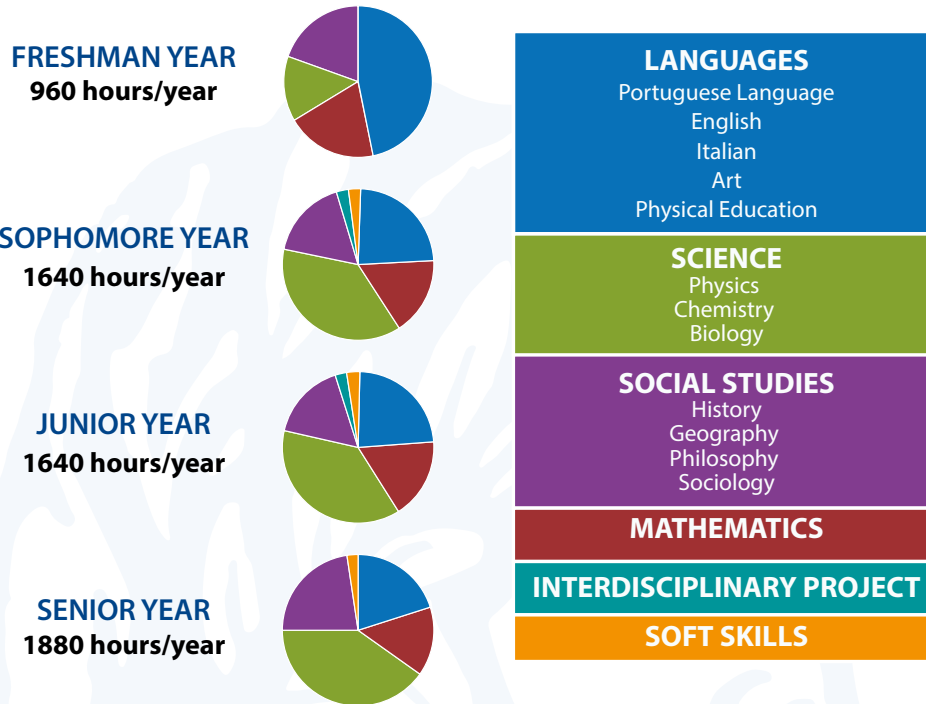 FRESHMAN YEAR
960 hours/year
SOPHOMORE YEAR
1640 hours/year
JUNIOR YEAR
1640 hours/year
SENIOR YEAR
1880 hours/year
LANGUAGES
Portuguese Language
English
Italian
Art
Physical Education
SCIENCE
Physics
Chemistry
Biology
SOCIAL STUDIES
History
Geography
Philosophy
Sociology
MATHEMATICS
INTERDISCIPLINARY PROJECT
SOFT SKILLS